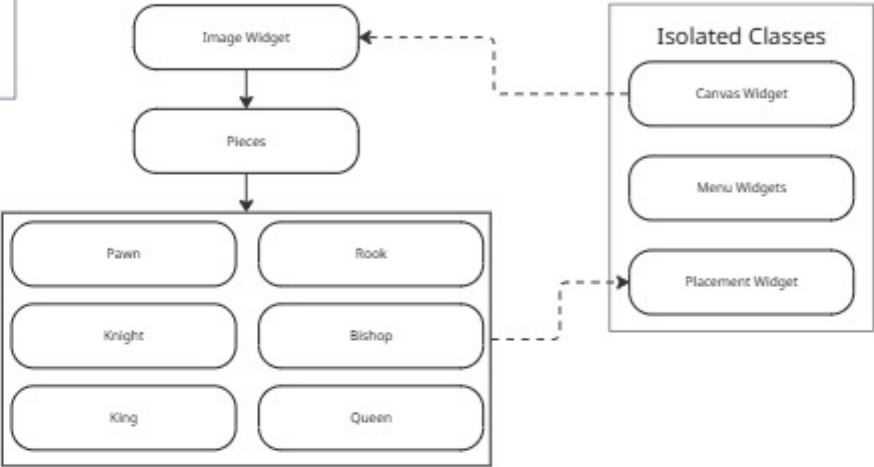 Image Widget
Pieces
Pawn
Rook
Knight
Bishop
King
Queen
Isolated Classes
Canvas Widget
Menu Widgets
Placement Widget